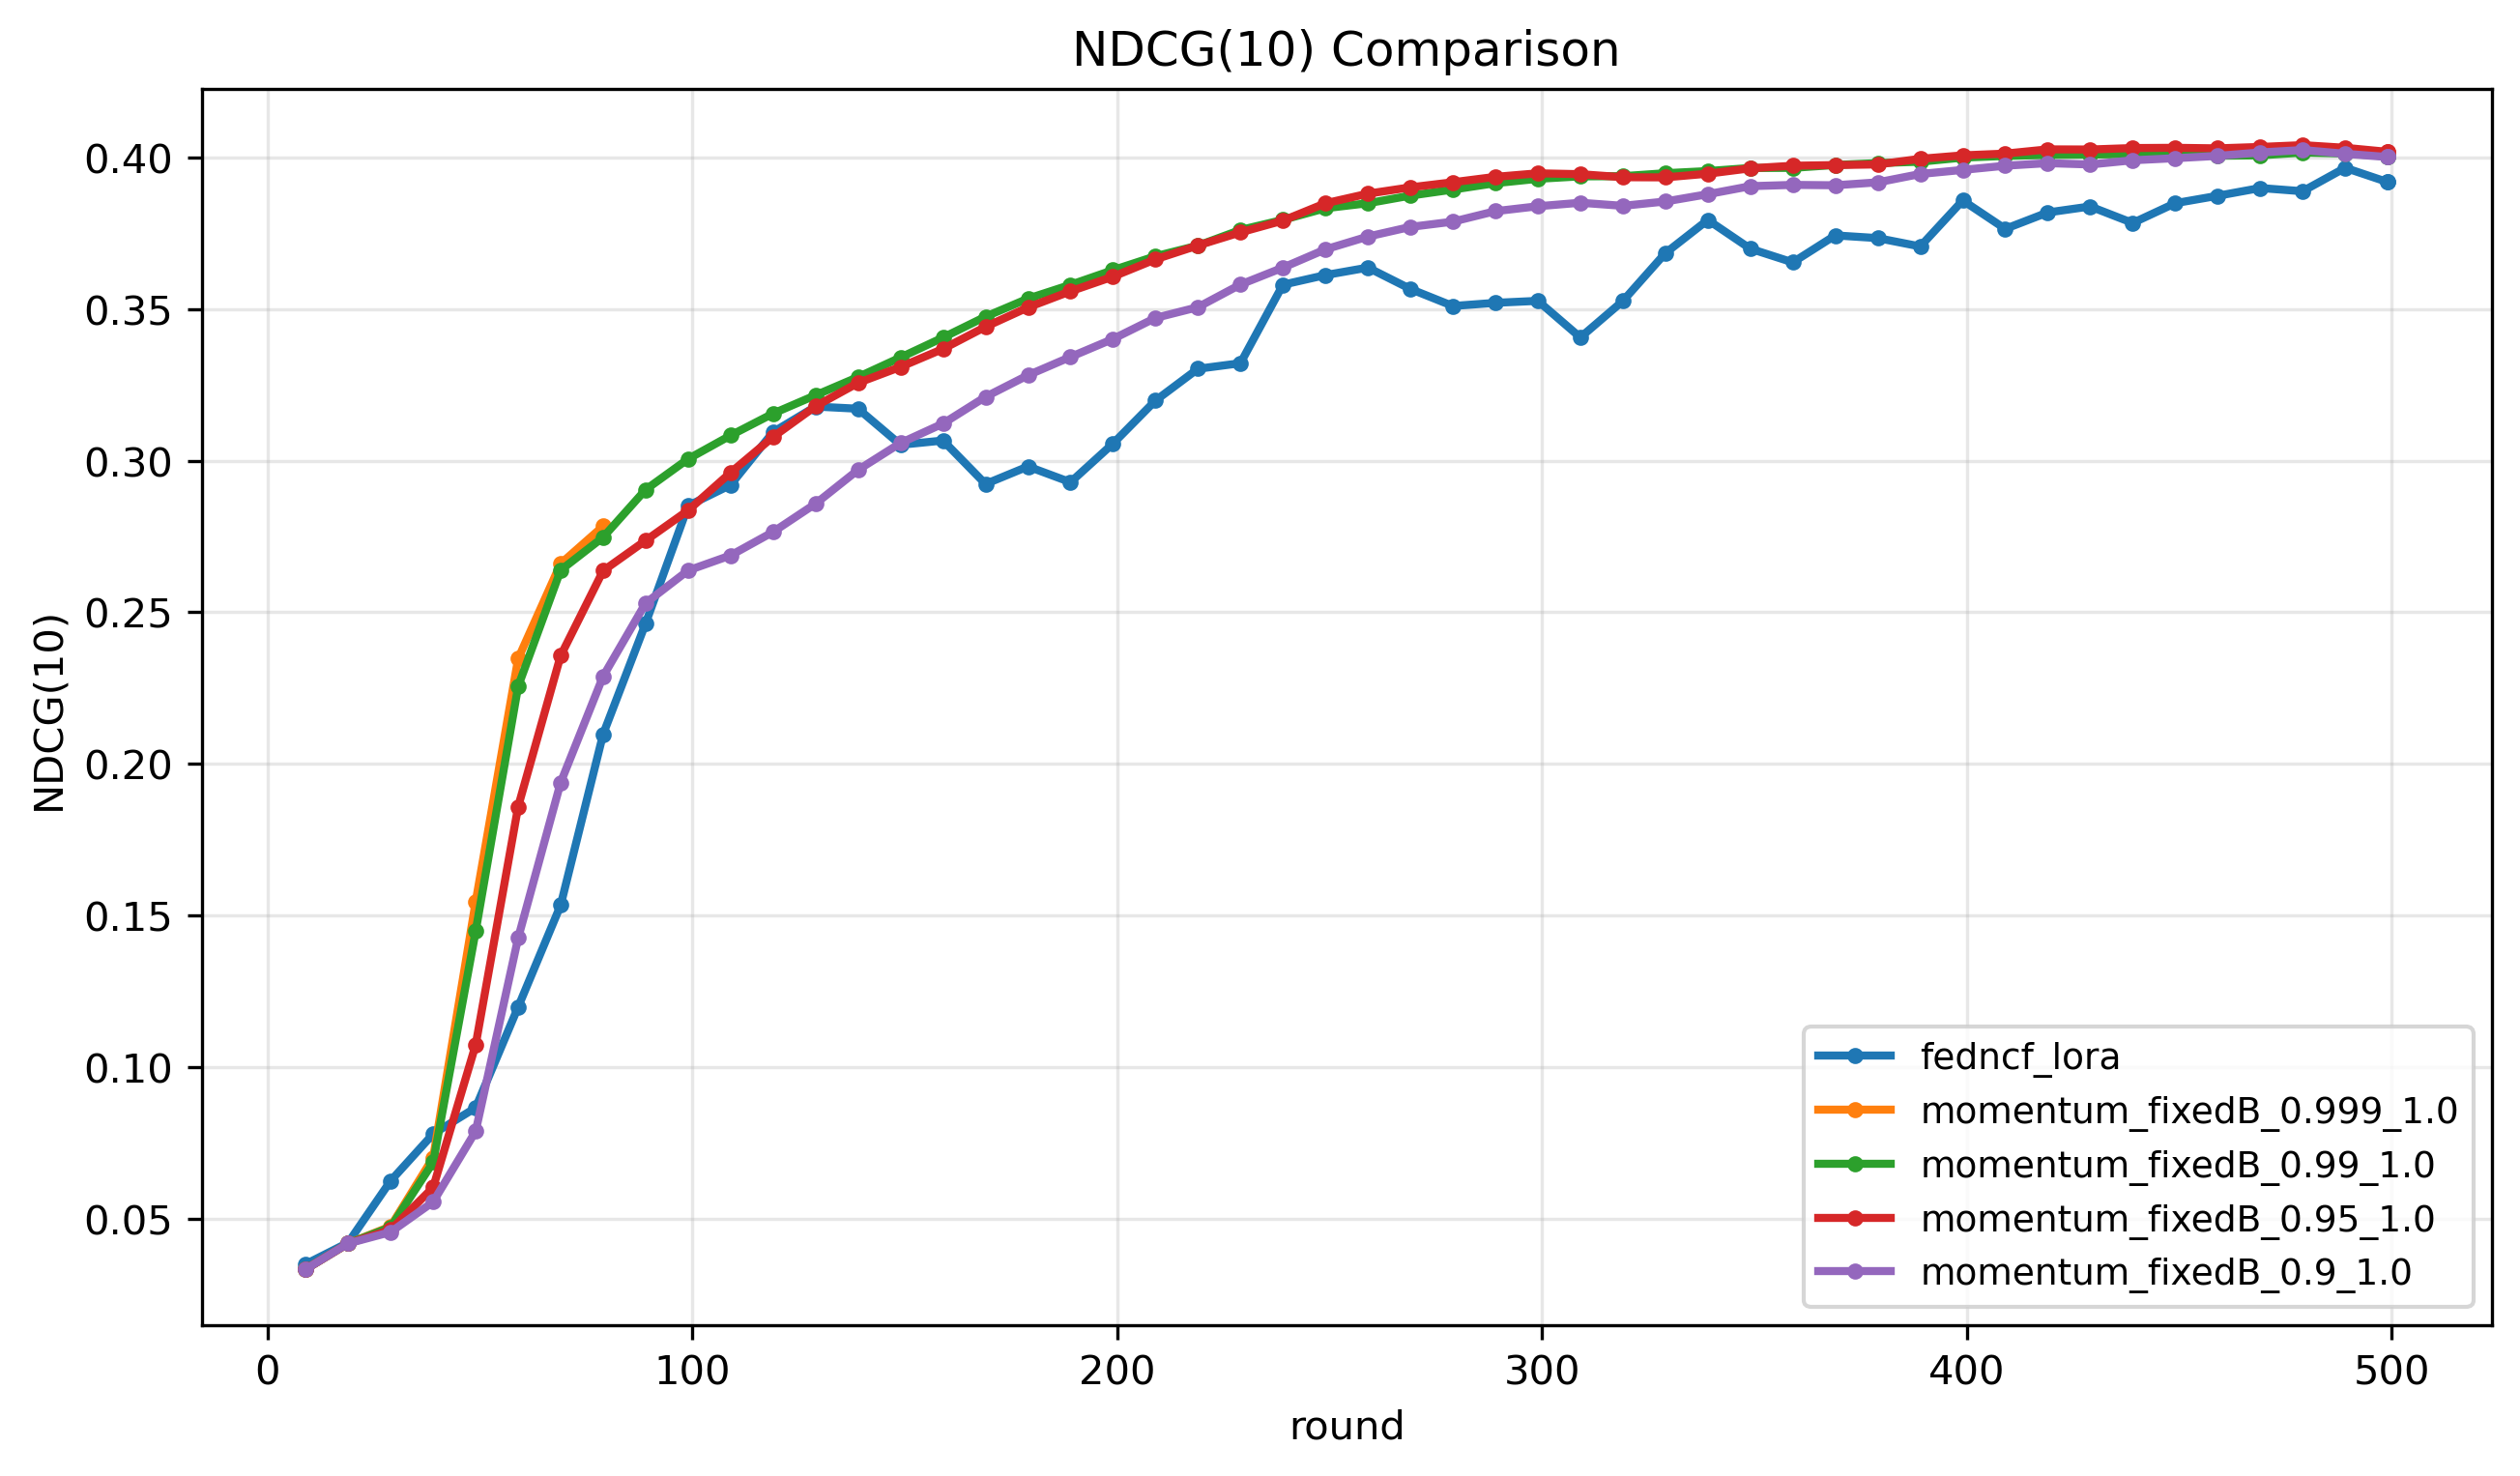 NDCG(10) Comparison
NDCG(10)
0.40
0.35
0.30
0.25
0.20
0.15
0.10
0.05
0
100
200
300
400
500
round
fedncf_lora
momentum_fixedB_0.999_1.0
momentum_fixedB_0.99_1.0
momentum_fixedB_0.95_1.0
momentum_fixedB_0.9_1.0